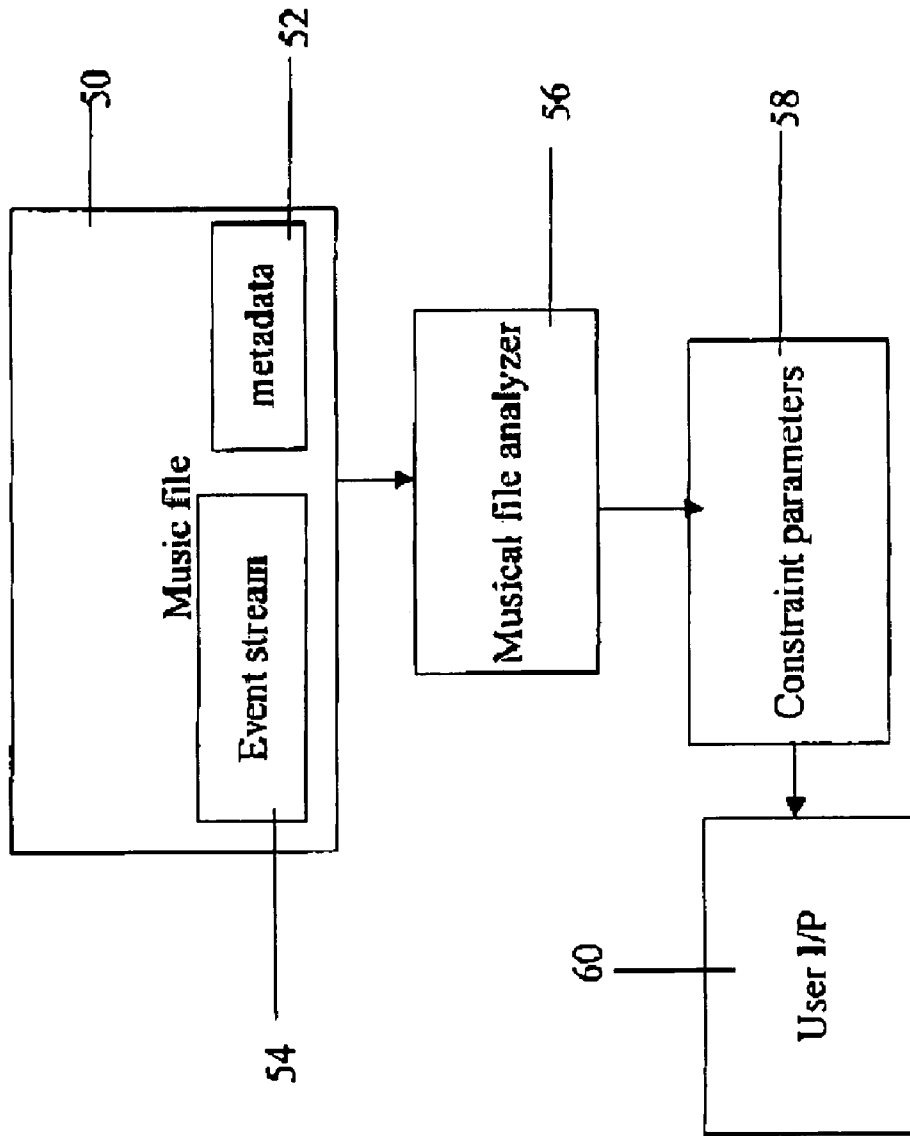 50
Music file
Event stream
metadata
52
54
Musical file analyzer
56
Constraint parameters
58
60
User I/P